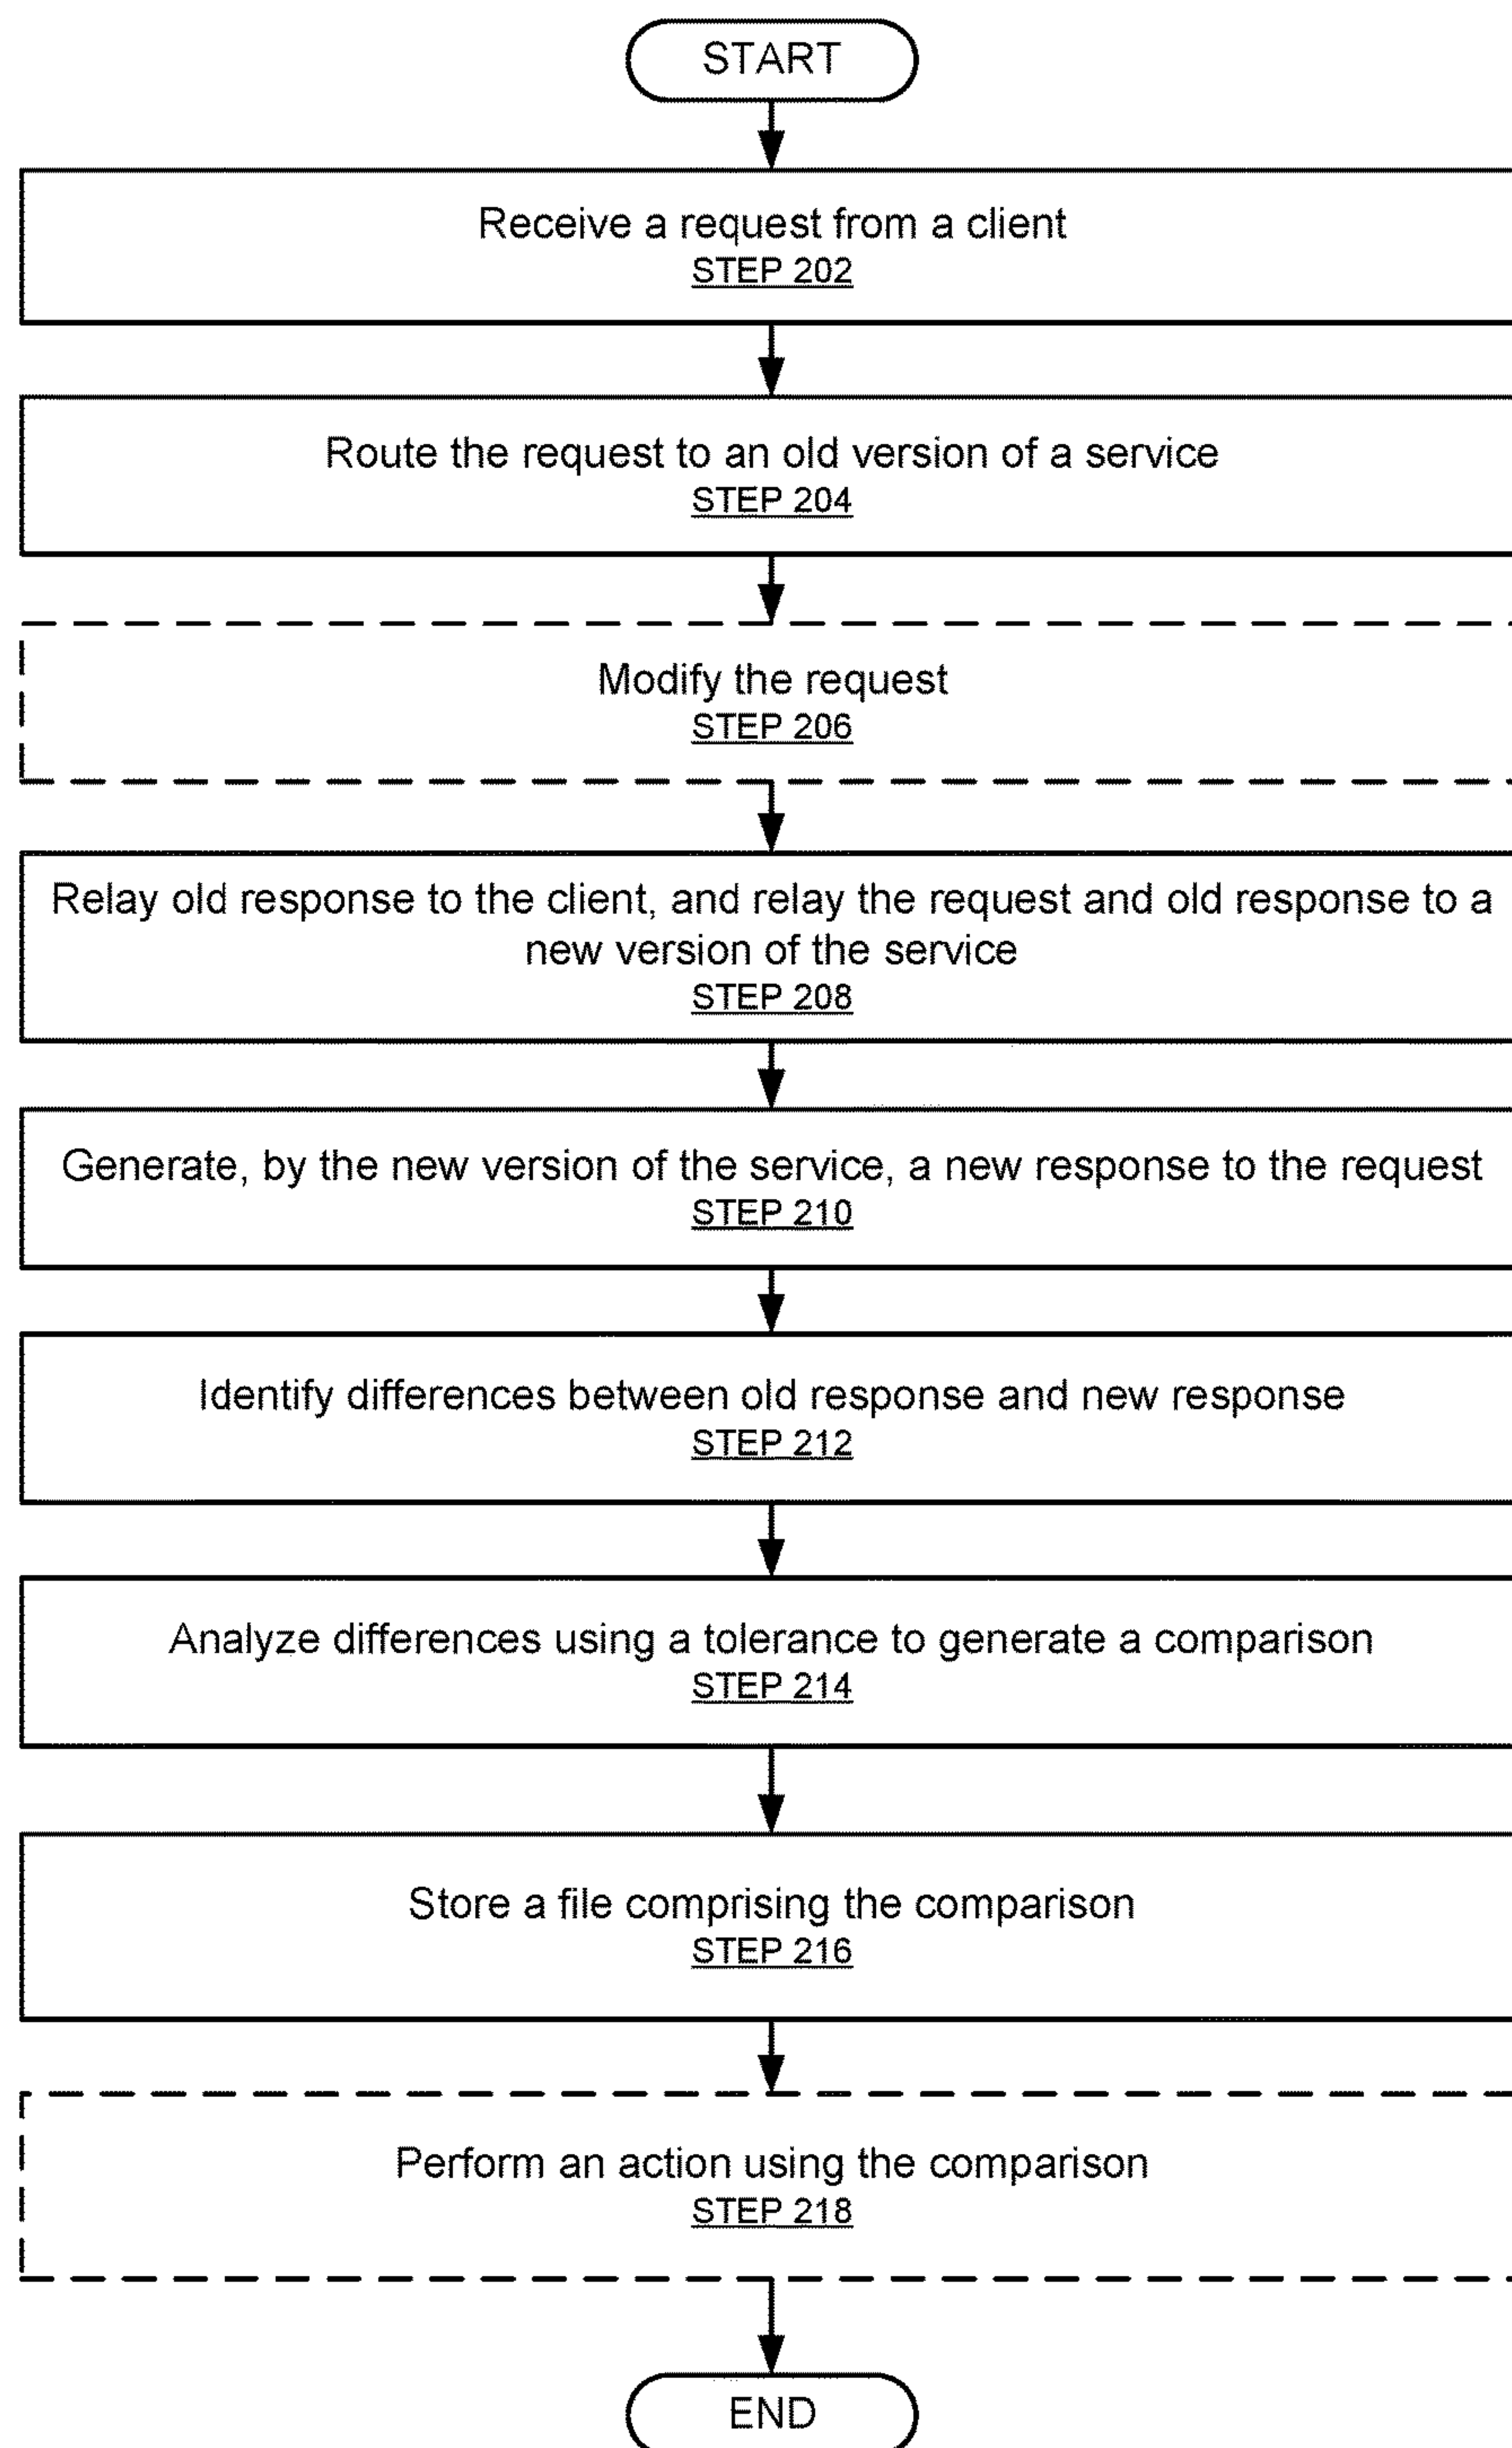 START
Receive a request from a client
STEP 202
Route the request to an old version of a service
STEP 204
Modify the request
STEP 206
Relay old response to the client, and relay the request and old response to a
new version of the service
STEP 208
Generate, by the new version of the service, a new response to the request
STEP 210
Identify differences between old response and new response
STEP 212
Analyze differences using a tolerance to generate a comparison
STEP 214
Store a file comprising the comparison
STEP 216
Perform an action using the comparison
STEP 218
END